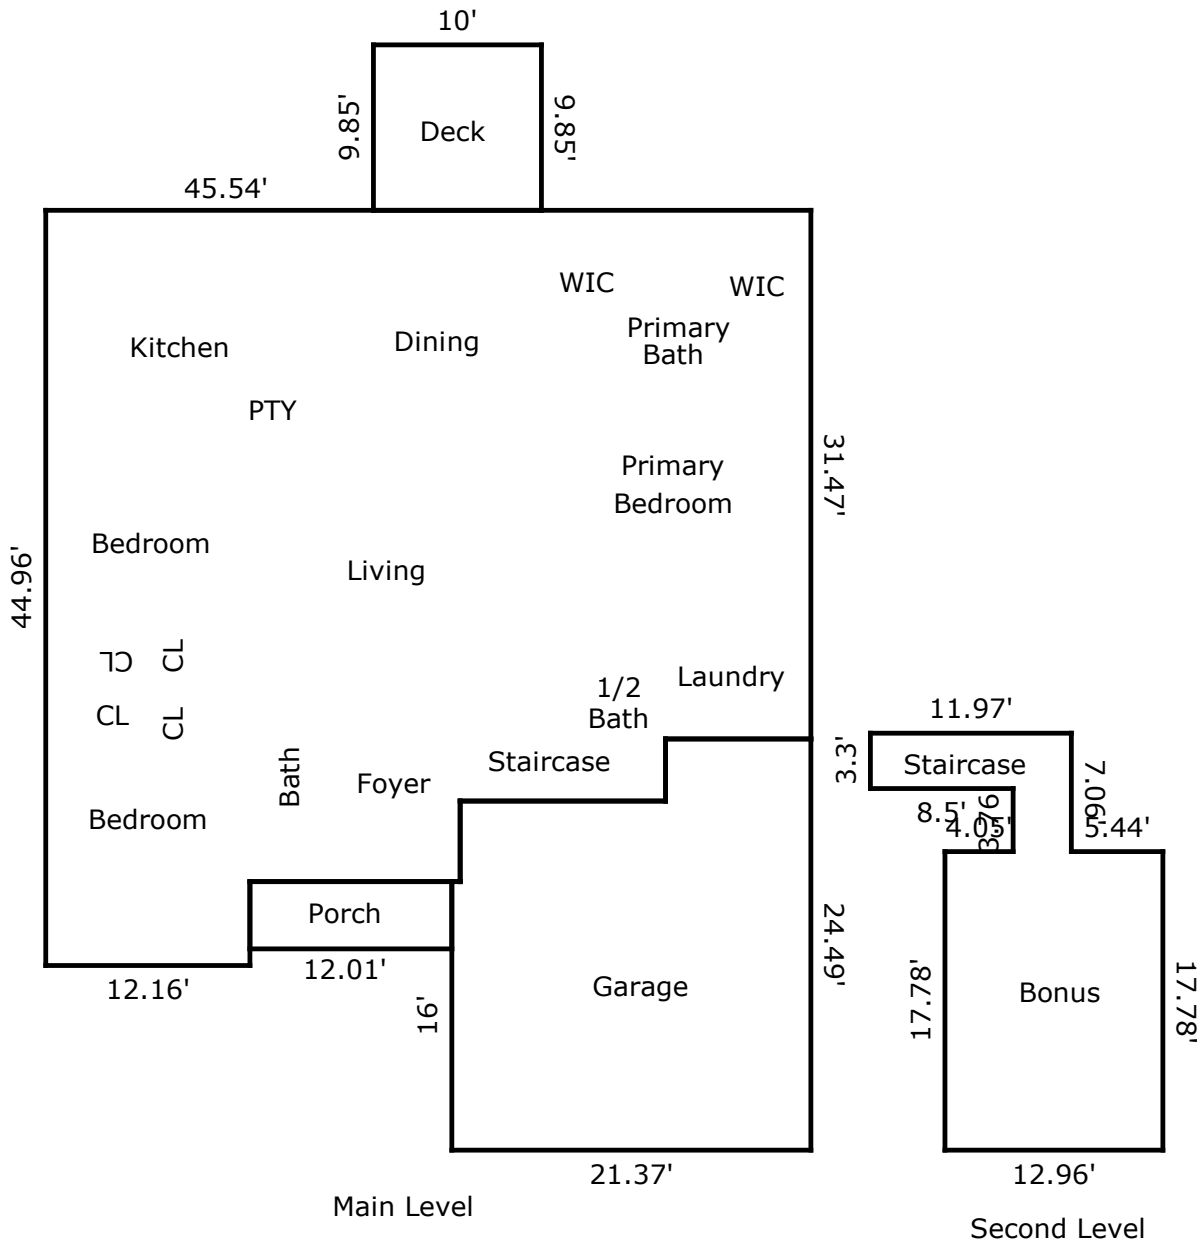 10'
9.85'
Deck
9.85'
45.54'
WIC
WIC
Primary
Bath
Dining
Kitchen
PTY
Primary
Bedroom
31.47'
Bedroom
Living
44.96'
CL
CL
CL
CL
Laundry
1/2
Bath
Staircase
Bath
Foyer
Bedroom
Porch
12.16'
12.01'
16'
Garage
24.49'
21.37'
Main Level
11.97'
3.3'
Staircase
7.06'
8.5'
3.76
4.05'
5.44'
17.78'
Bonus
17.78'
12.96'
Second Level